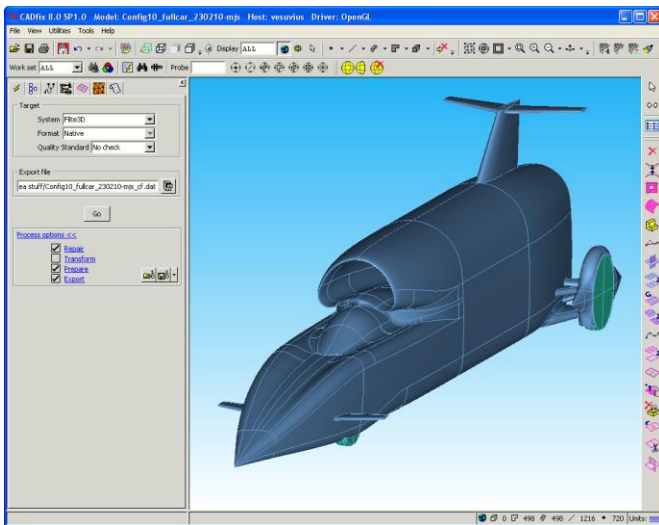 CADfix 8.0 SP1.0 Model: Config10_fullcar_230210-mjs Host: vesuvius Driver: OpenGL
File View Utilities Tools Help
Display ALL
Work set ALL Probe
Target
System Flite3D
Format Native
Quality Standard No check
Export file
ea stuff/Config10_fullcar_230210-mjs_cf.dat
Go
Process options <<
Repair
Transform
Prepare
Export
0 498 498 1216 720 Units: mm